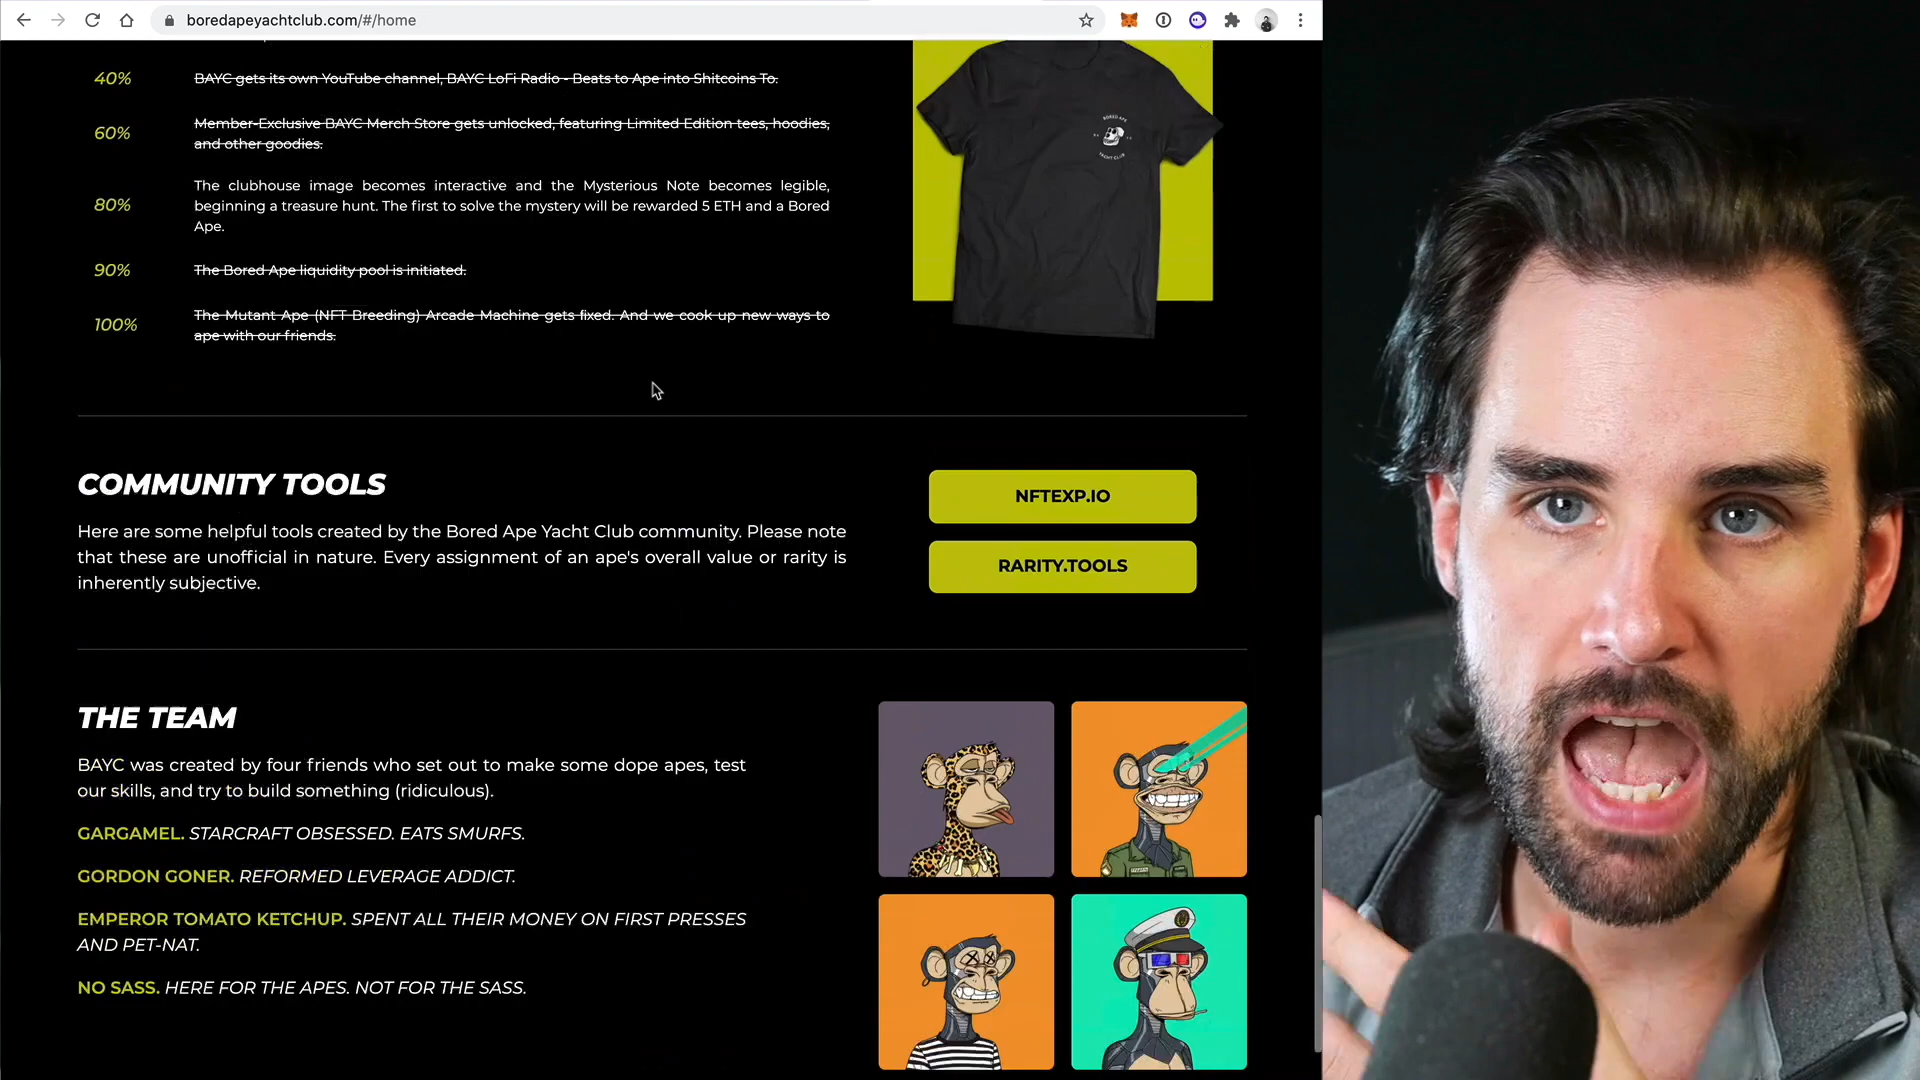 boredapeyachtclub.com/#/home
40%
BAYC gets its own YouTube channel, BAYC LoFi Radio - Beats to Ape into Shitcoins To.
60%
Member-Exclusive BAYC Merch Store gets unlocked, featuring Limited Edition tees, hoodies,
and other goodies.
80%
The clubhouse image becomes interactive and the Mysterious Note becomes legible,
beginning a treasure hunt. The first to solve the mystery will be rewarded 5 ETH and a Bored
Ape.
90%
The Bored Ape liquidity pool is initiated.
100%
The Mutant Ape (NFT Breeding) Arcade Machine gets fixed. And we cook up new ways to
ape with our friends.
BORED APE
YACHT CLUB
COMMUNITY TOOLS
Here are some helpful tools created by the Bored Ape Yacht Club community. Please note
that these are unofficial in nature. Every assignment of an ape's overall value or rarity is
inherently subjective.
NFTEXP.IO
RARITY.TOOLS
THE TEAM
BAYC was created by four friends who set out to make some dope apes, test
our skills, and try to build something (ridiculous).
GARGAMEL. STARCRAFT OBSESSED. EATS SMURFS.
GORDON GONER. REFORMED LEVERAGE ADDICT.
EMPEROR TOMATO KETCHUP. SPENT ALL THEIR MONEY ON FIRST PRESSES
AND PET-NAT.
NO SASS. HERE FOR THE APES. NOT FOR THE SASS.